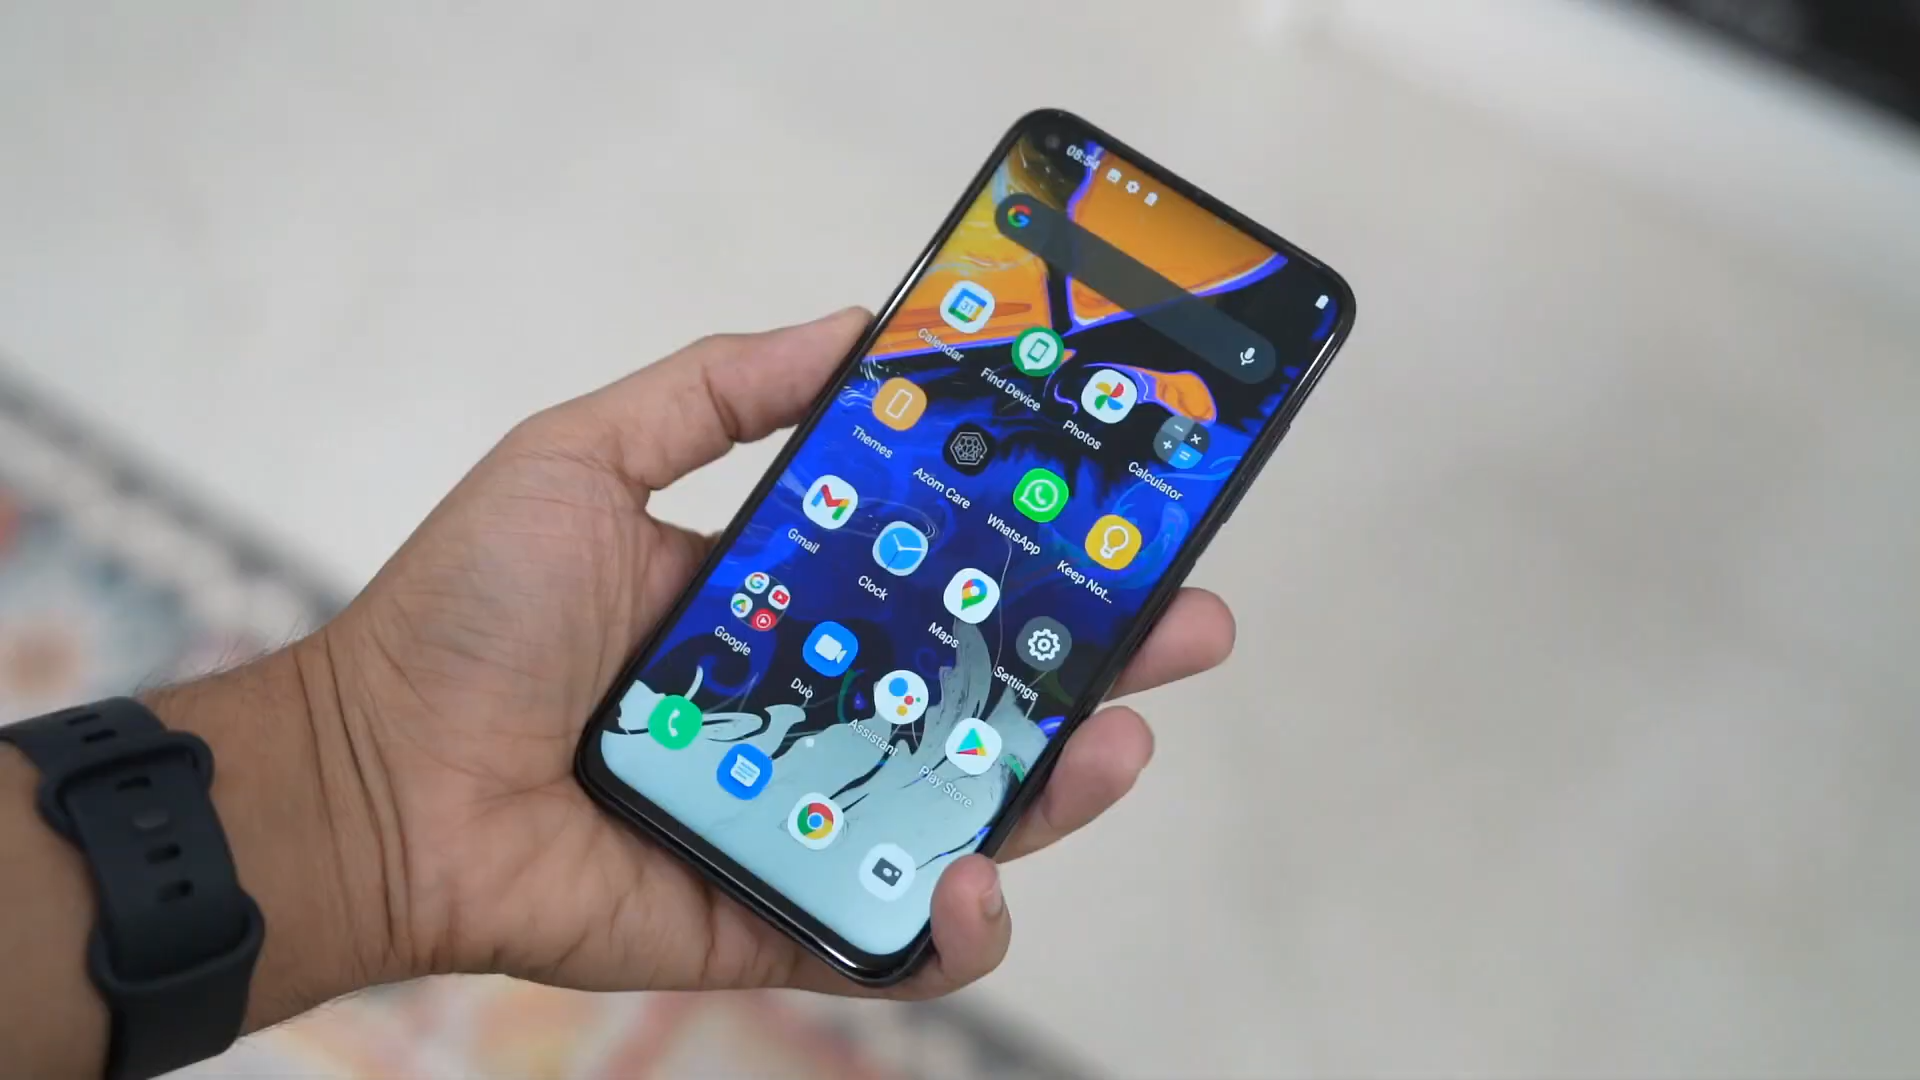 08:54
Calendar
Find Device
Photos
Calculator
Themes
Azom Care
WhatsApp
Keep Not...
Gmail
Clock
Maps
Settings
Google
Duo
Assistant
Play Store
31